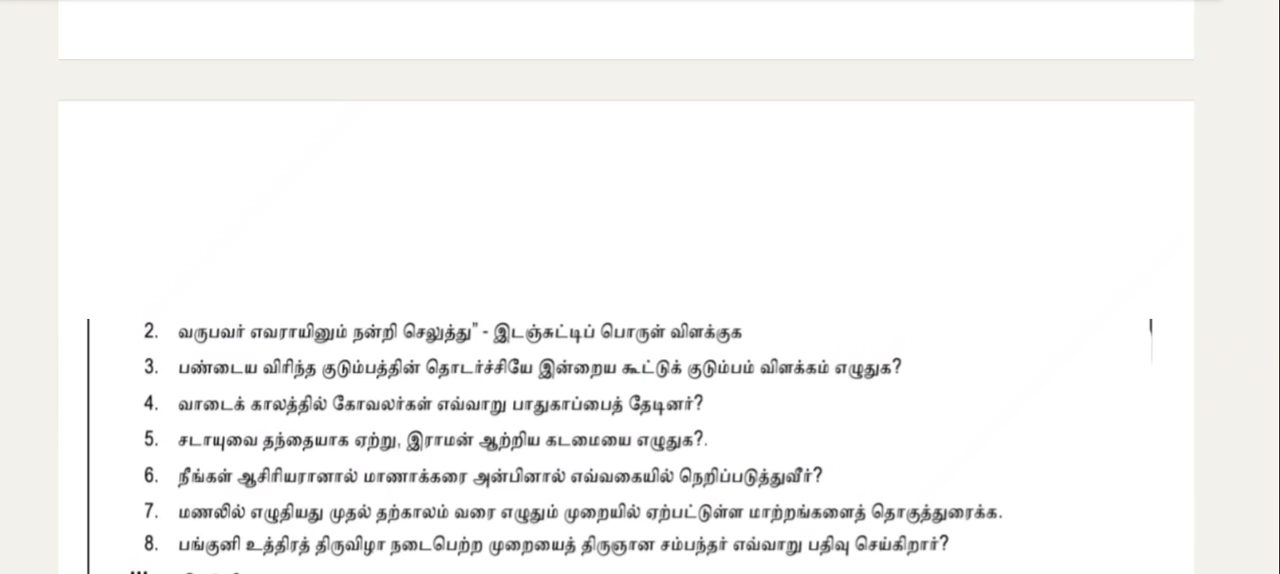 2. வருபவர் எவராயினும் நன்றி செலுத்து" - இடஞ்சுட்டிப் பொருள் விளக்குக
3. பண்டைய விரிந்த குடும்பத்தின் தொடர்ச்சியே இன்றைய கூட்டுக் குடும்பம் விளக்கம் எழுதுக?
4. வாடைக் காலத்தில் கோவலர்கள் எவ்வாறு பாதுகாப்பைத் தேடினர்?
5. சடாயுவை தந்தையாக ஏற்று, இராமன் ஆற்றிய கடமையை எழுதுக?.
6. நீங்கள் ஆசிரியரானால் மாணாக்கரை அன்பினால் எவ்வகையில் நெறிப்படுத்துவீர்?
7. மணலில் எழுதியது முதல் தற்காலம் வரை எழுதும் முறையில் ஏற்பட்டுள்ள மாற்றங்களைத் தொகுத்துரைக்க.
8. பங்குனி உத்திரத் திருவிழா நடைபெற்ற முறையைத் திருஞான சம்பந்தர் எவ்வாறு பதிவு செய்கிறார்?